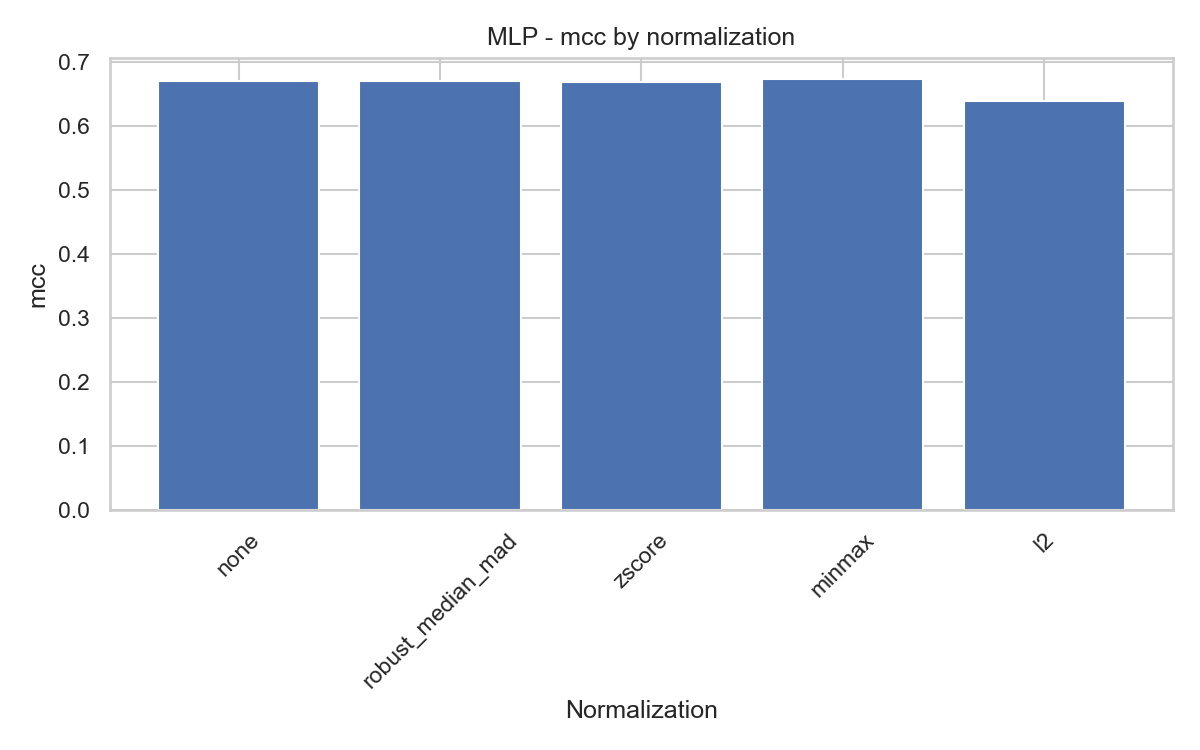 MLP - mcc by normalization
mcc
0.7
0.6
0.5
0.4
0.3
0.2
0.1
0.0
none
robust_median_mad
zscore
minmax
l2
Normalization